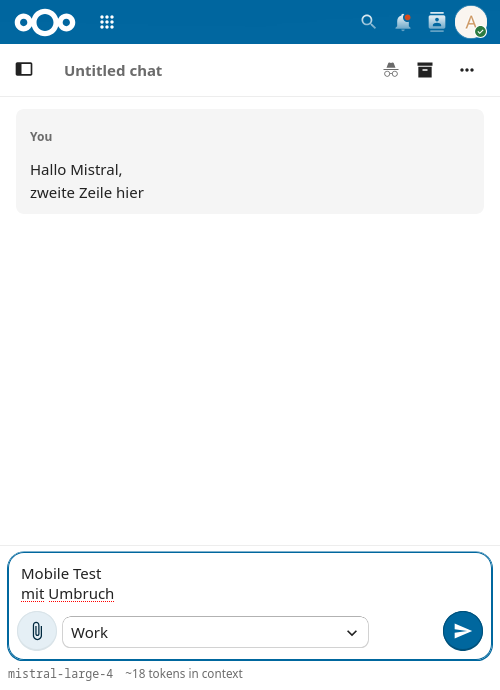 A
Untitled chat
You
Hallo Mistral,
zweite Zeile hier
Mobile Test
mit Umbruch
Work
mistral-large-4 ~18 tokens in context